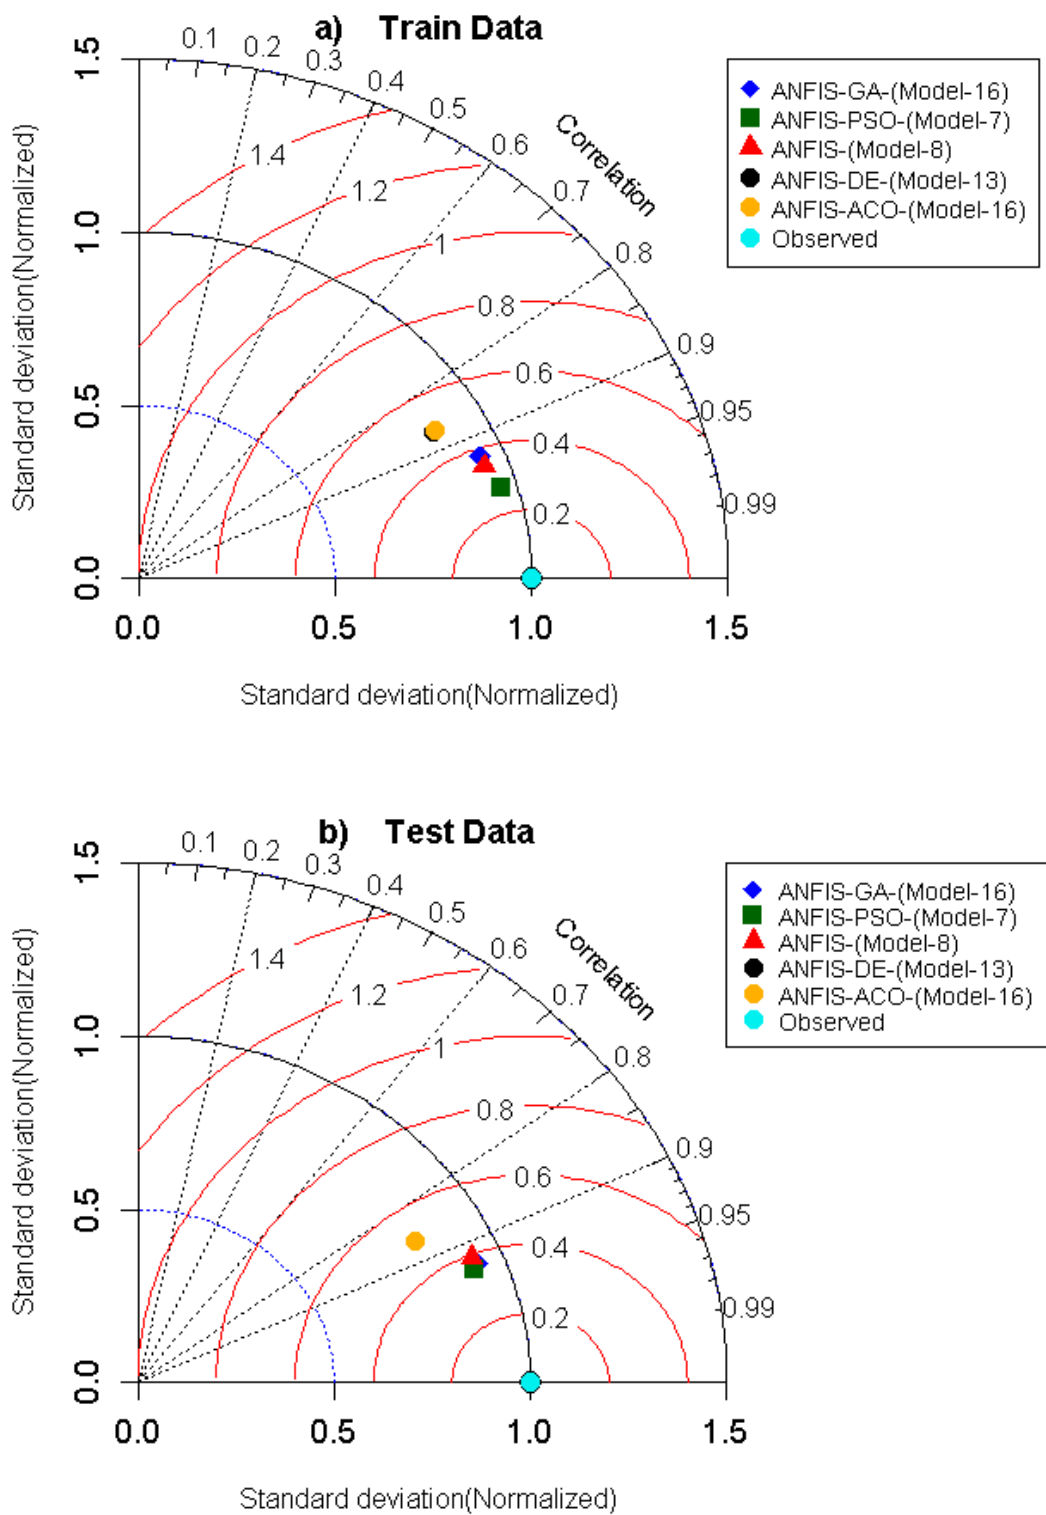 a) Train Data
0.1
0.2
0.3
0.4
0.5
0.6
0.7
0.8
0.9
0.95
0.99
Correlation
1.4
1.2
1
0.8
0.6
0.4
0.2
Standard deviation(Normalized)
1.5
1.0
0.5
0.0
0.0 0.5 1.0 1.5
Standard deviation(Normalized)
ANFIS-GA-(Model-16)
ANFIS-PSO-(Model-7)
ANFIS-(Model-8)
ANFIS-DE-(Model-13)
ANFIS-ACO-(Model-16)
Observed
b) Test Data
0.1
0.2
0.3
0.4
0.5
0.6
0.7
0.8
0.9
0.95
0.99
Correlation
1.4
1.2
1
0.8
0.6
0.4
0.2
Standard deviation(Normalized)
1.5
1.0
0.5
0.0
0.0 0.5 1.0 1.5
Standard deviation(Normalized)
ANFIS-GA-(Model-16)
ANFIS-PSO-(Model-7)
ANFIS-(Model-8)
ANFIS-DE-(Model-13)
ANFIS-ACO-(Model-16)
Observed